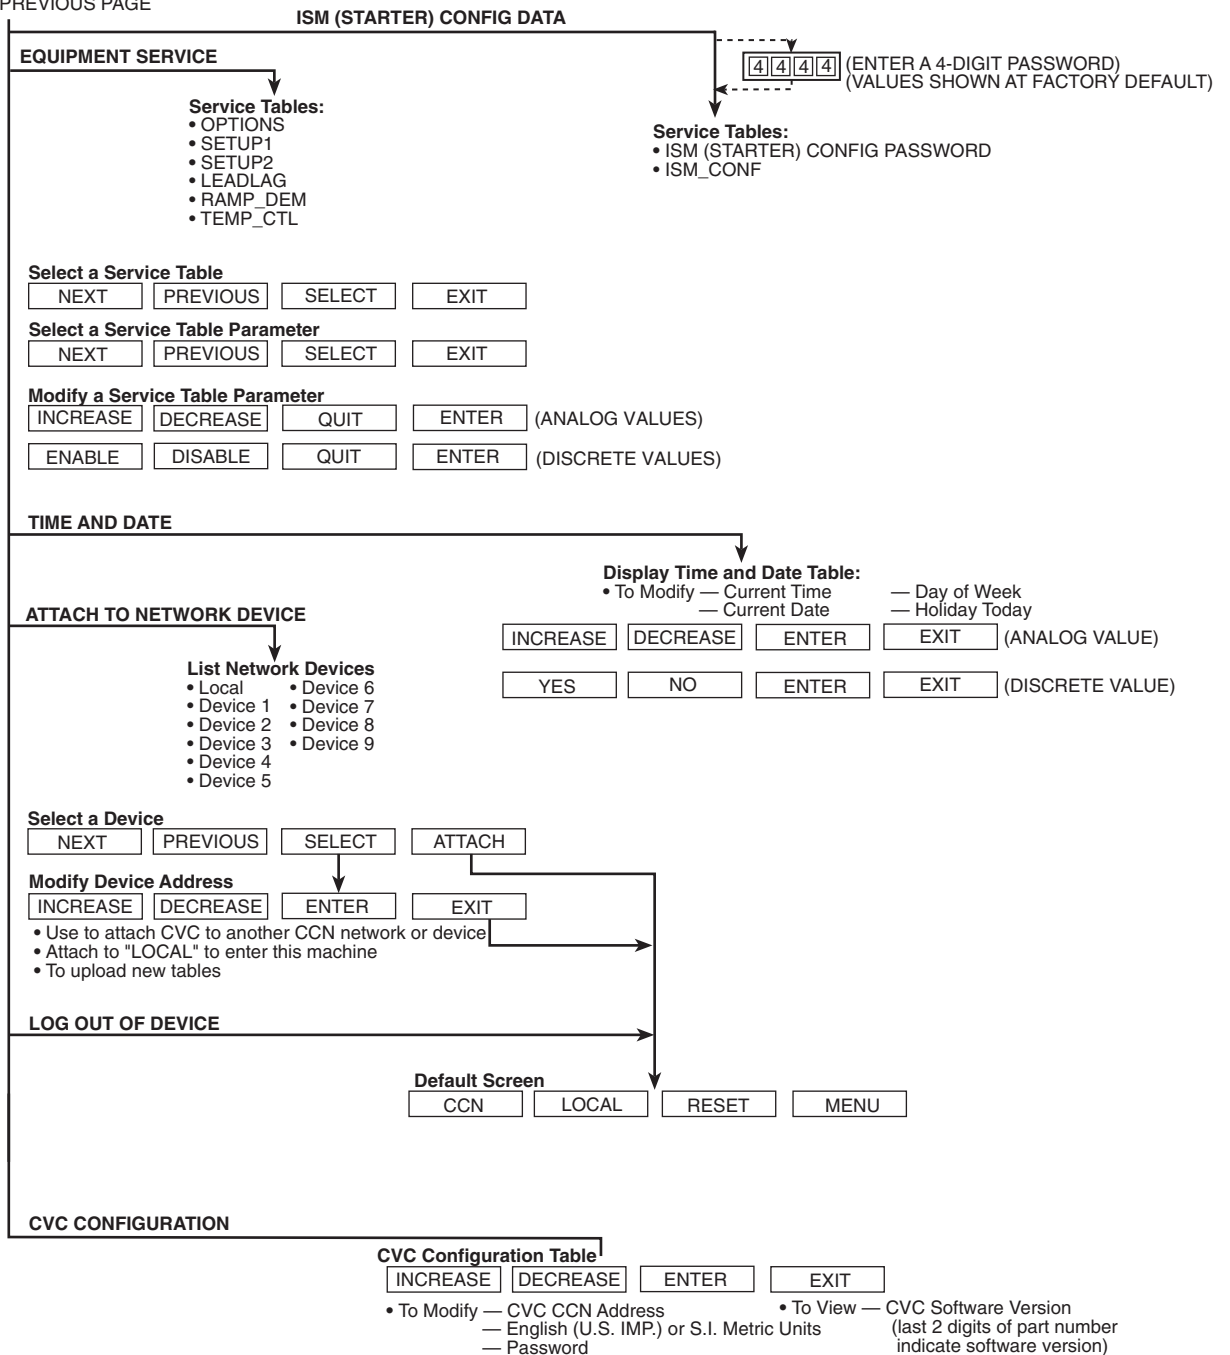 PREVIOUS PAGE
ISM (STARTER) CONFIG DATA
EQUIPMENT SERVICE
4 4 4 4 (ENTER A 4-DIGIT PASSWORD)
(VALUES SHOWN AT FACTORY DEFAULT)
Service Tables:
• OPTIONS
• SETUP1
• SETUP2
• LEADLAG
• RAMP_DEM
• TEMP_CTL
Service Tables:
• ISM (STARTER) CONFIG PASSWORD
• ISM_CONF
Select a Service Table
NEXT PREVIOUS SELECT EXIT
Select a Service Table Parameter
NEXT PREVIOUS SELECT EXIT
Modify a Service Table Parameter
INCREASE DECREASE QUIT ENTER (ANALOG VALUES)
ENABLE DISABLE QUIT ENTER (DISCRETE VALUES)
TIME AND DATE
Display Time and Date Table:
• To Modify — Current Time — Day of Week
— Current Date — Holiday Today
INCREASE DECREASE ENTER EXIT (ANALOG VALUE)
YES NO ENTER EXIT (DISCRETE VALUE)
ATTACH TO NETWORK DEVICE
List Network Devices
• Local • Device 6
• Device 1 • Device 7
• Device 2 • Device 8
• Device 3 • Device 9
• Device 4
• Device 5
Select a Device
NEXT PREVIOUS SELECT ATTACH
Modify Device Address
INCREASE DECREASE ENTER EXIT
• Use to attach CVC to another CCN network or device
• Attach to "LOCAL" to enter this machine
• To upload new tables
LOG OUT OF DEVICE
Default Screen
CCN LOCAL RESET MENU
CVC CONFIGURATION
CVC Configuration Table
INCREASE DECREASE ENTER EXIT
• To Modify — CVC CCN Address
— English (U.S. IMP.) or S.I. Metric Units
— Password
• To View — CVC Software Version
(last 2 digits of part number
indicate software version)